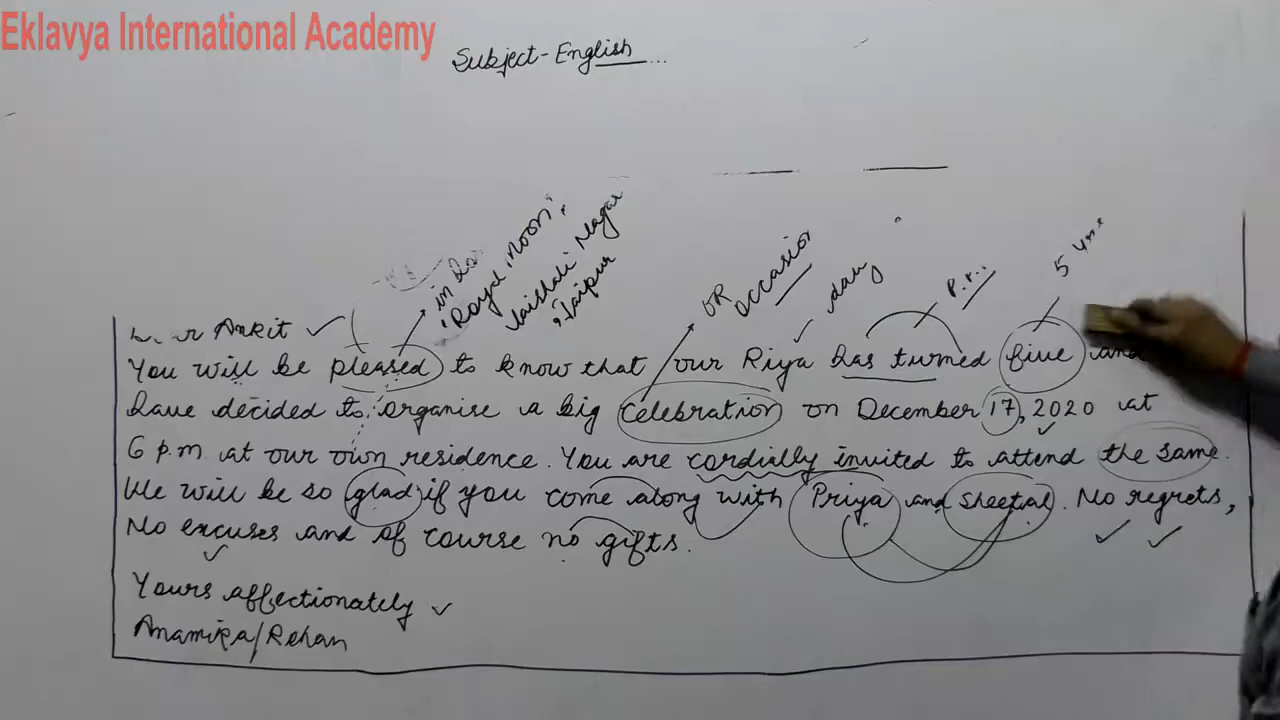 Eklavya International Academy
Subject-English...
"Royal Moon",
Vaishali Nagar
Jaipur
OR
occasion
day
5
Ankit
You will be pleased to know that our Riya has turned five and
have decided to organise a big celebration on December 17, 2020 at
6 p.m at our own residence. You are cordially invited to attend the same.
We will be so glad if you come along with Priya and Sheetal. No regrets,
No excuses and of course no gifts.
Yours affectionately
Anamika/Rehan